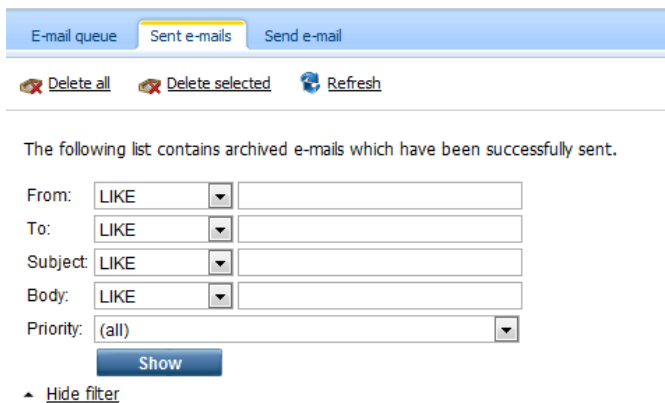 E-mail queue Sent e-mails Send e-mail
Delete all Delete selected Refresh
The following list contains archived e-mails which have been successfully sent.
From: LIKE
To: LIKE
Subject: LIKE
Body: LIKE
Priority: (all)
Show
Hide filter